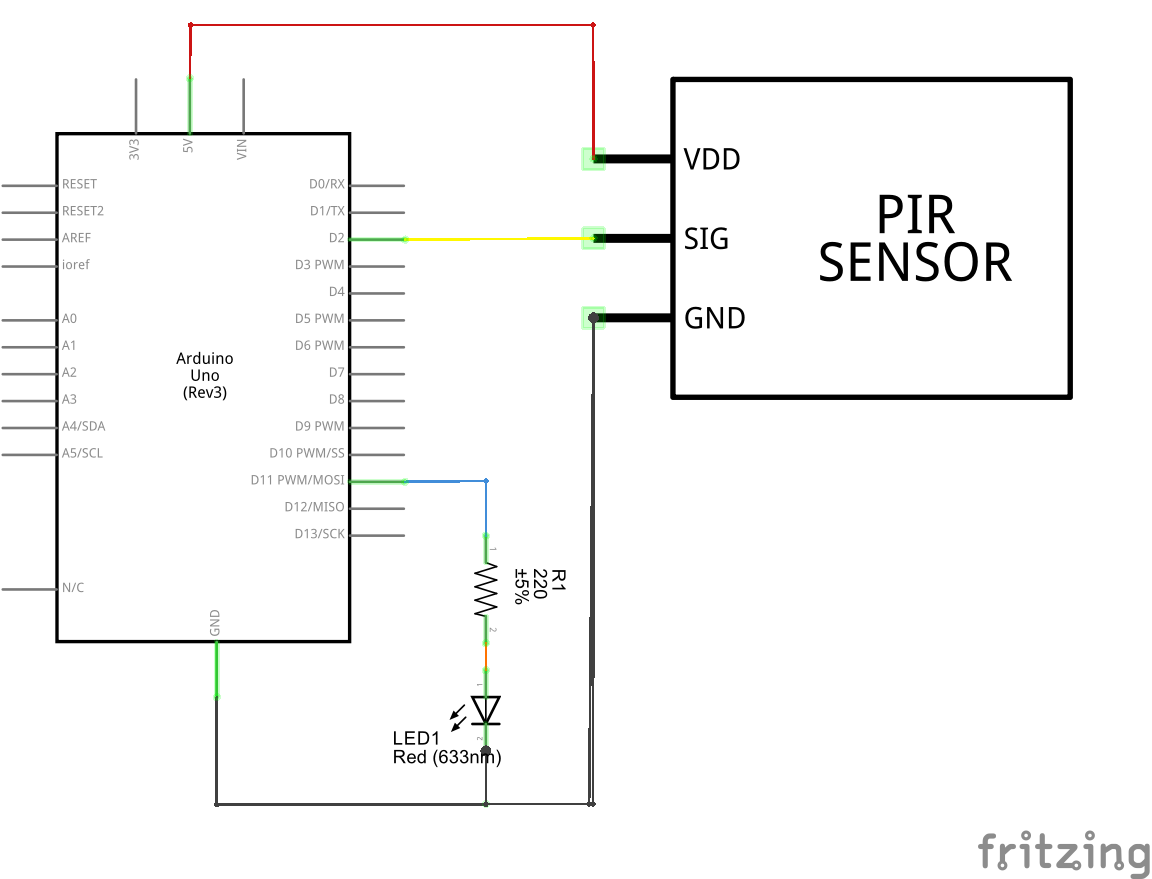 3V3
5V
VIN
RESET
RESET2
AREF
ioref
A0
A1
A2
A3
A4/SDA
A5/SCL
N/C
Arduino
Uno
(Rev3)
D0/RX
D1/TX
D2
D3 PWM
D4
D5 PWM
D6 PWM
D7
D8
D9 PWM
D10 PWM/SS
D11 PWM/MOSI
D12/MISO
D13/SCK
GND
VDD
SIG
GND
PIR
SENSOR
1
2
R1
220
±5%
1
2
LED1
Red (633nm)
fritzing